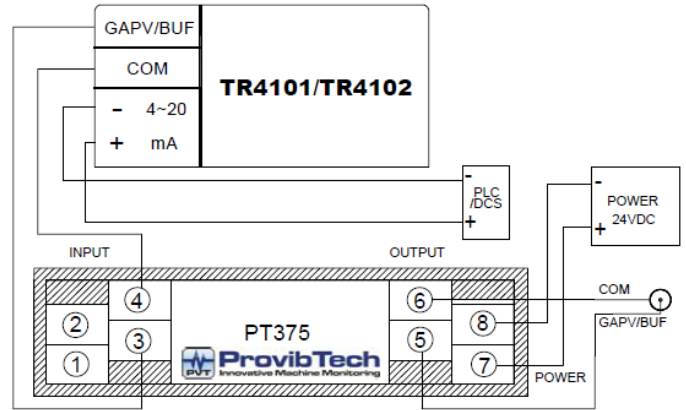 GAPV/BUF
COM
TR4101/TR4102
- 4~20
+ mA
-
PLC
/DCS
+
-
POWER
24VDC
+
INPUT
OUTPUT
4
6
COM
2
8
GAPV/BUF
3
PT375
5
1
PVT
ProvibTech
Innovative Machine Monitoring
7
POWER